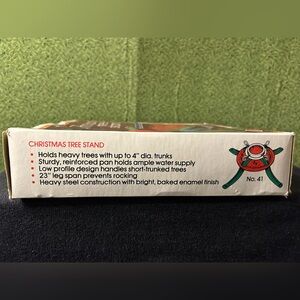 CHRISTMAS TREE STAND
• Holds heavy trees with up to 4" dia. trunks
• Sturdy, reinforced pan holds ample water supply
• Low profile design handles short-trunked trees
• 23" leg span prevents rocking
• Heavy steel construction with bright, baked enamel finish
No. 41